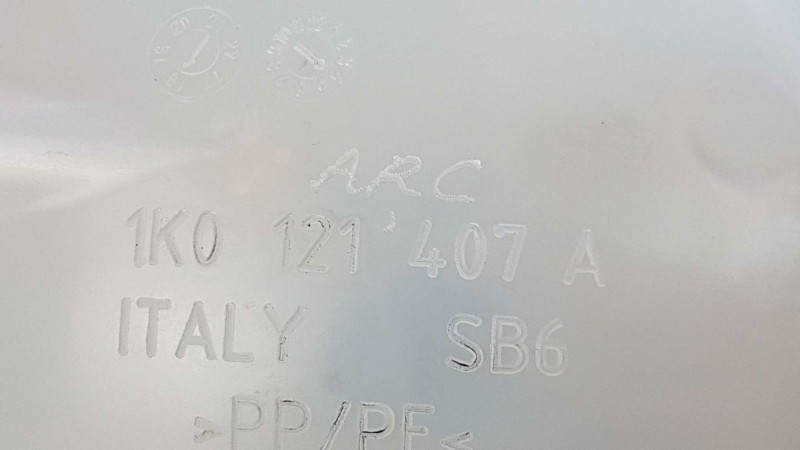 ARC
1K0 121 407 A
ITALY SB6
>PP/PE<